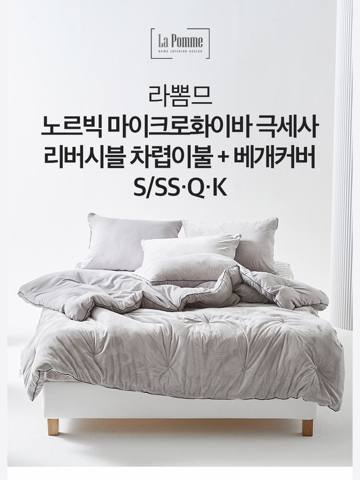 La Pomme
HOME INTERIOR DESIGN
라뽐므
노르빅 마이크로화이바 극세사
리버시블 차렵이불 + 베개커버
S/SS·Q·K